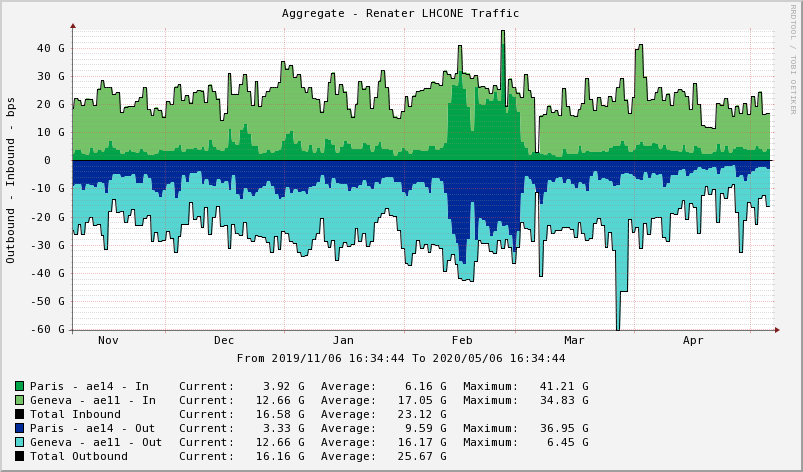 Aggregate - Renater LHCONE Traffic
RRDTOOL / TOBI OETIKER
Outbound - Inbound - bps
40 G
30 G
20 G
10 G
0
-10 G
-20 G
-30 G
-40 G
-50 G
-60 G
Nov Dec Jan Feb Mar Apr
From 2019/11/06 16:34:44 To 2020/05/06 16:34:44
Paris - ae14 - In Current: 3.92 G Average: 6.16 G Maximum: 41.21 G
Geneva - ae11 - In Current: 12.66 G Average: 17.05 G Maximum: 34.83 G
Total Inbound Current: 16.58 G Average: 23.12 G
Paris - ae14 - Out Current: 3.33 G Average: 9.59 G Maximum: 36.95 G
Geneva - ae11 - Out Current: 12.66 G Average: 16.17 G Maximum: 6.45 G
Total Outbound Current: 16.16 G Average: 25.67 G